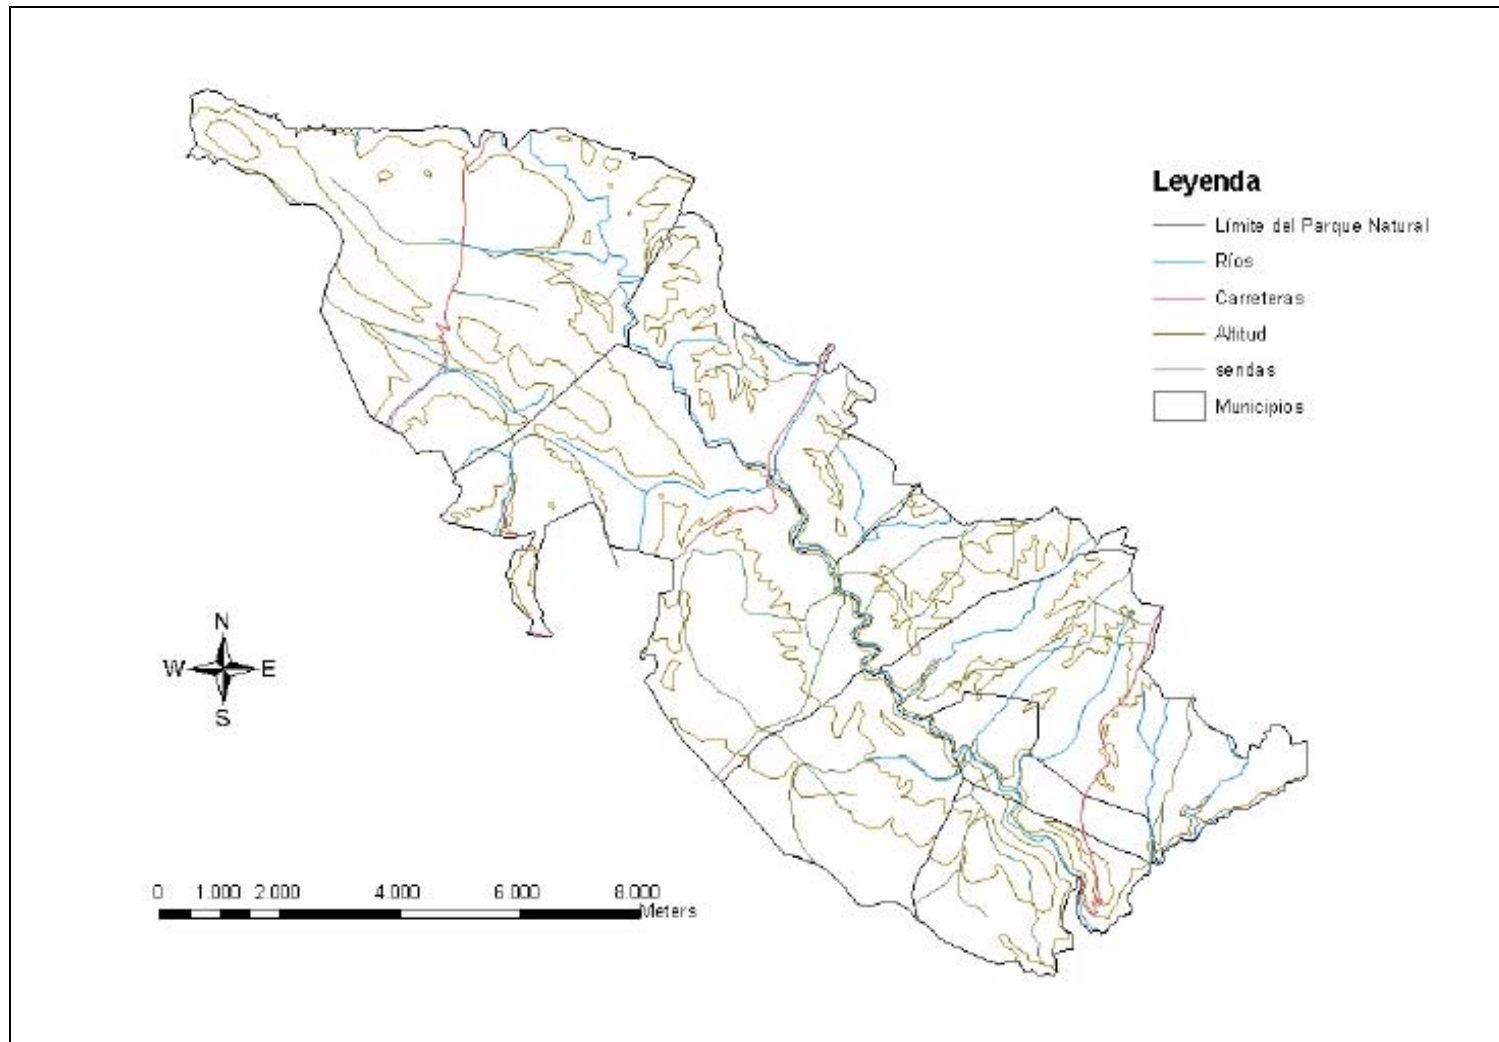 Leyenda
Límite del Parque Natural
Ríos
Carreteras
Altitud
sendas
Municipios
N
W E
S
0 1.000 2.000 4.000 6.000 8.000
Meters